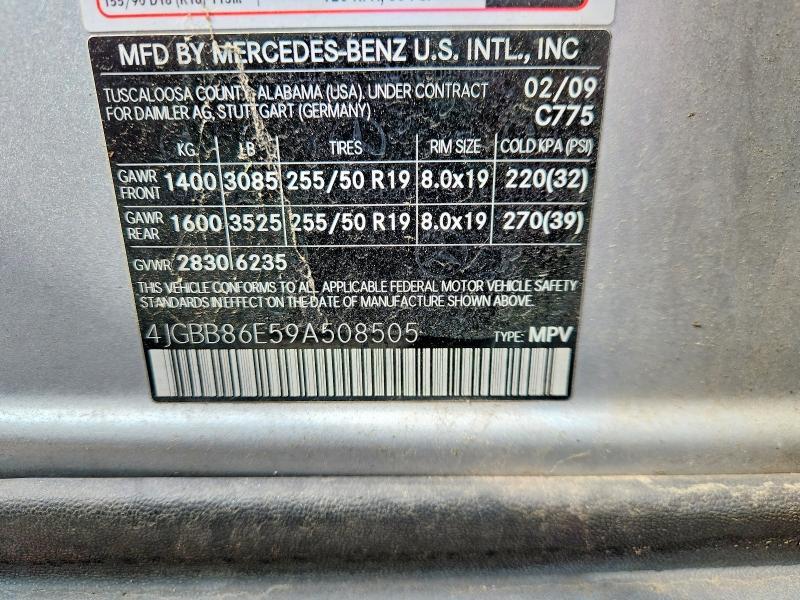 MFD BY MERCEDES-BENZ U.S. INTL., INC
TUSCALOOSA COUNTY, ALABAMA (USA), UNDER CONTRACT 02/09
FOR DAIMLER AG, STUTTGART (GERMANY) C775
KG LB TIRES RIM SIZE COLD KPA (PSI)
GAWR FRONT 1400 3085 255/50 R19 8.0x19 220(32)
GAWR REAR 1600 3525 255/50 R19 8.0x19 270(39)
GVWR 2830 6235
THIS VEHICLE CONFORMS TO ALL APPLICABLE FEDERAL MOTOR VEHICLE SAFETY
STANDARDS IN EFFECT ON THE DATE OF MANUFACTURE SHOWN ABOVE.
4JGBB86E59A508505 TYPE: MPV